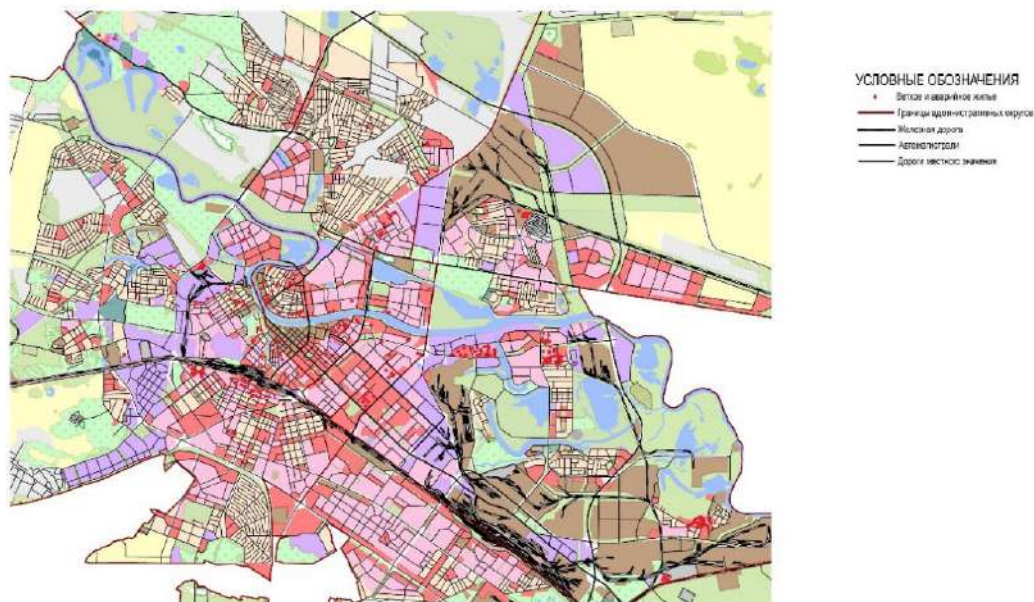 УСЛОВНЫЕ ОБОЗНАЧЕНИЯ
Ветхое и аварийное жилье
Границы административных округов
Железная дорога
Автомагистрали
Дороги местного значения